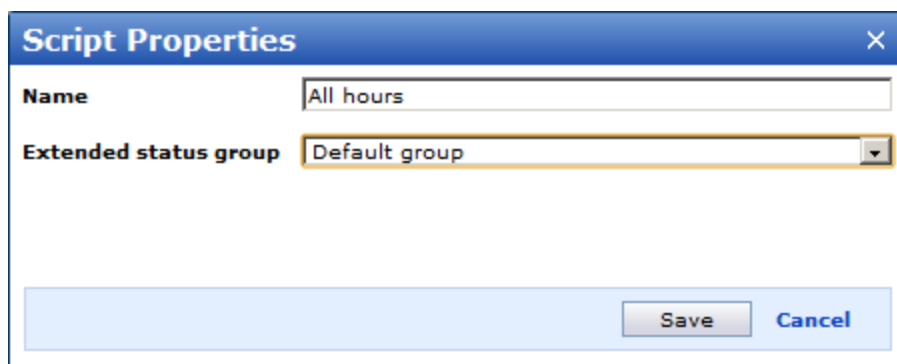 Script Properties
Name All hours
Extended status group Default group
Save Cancel